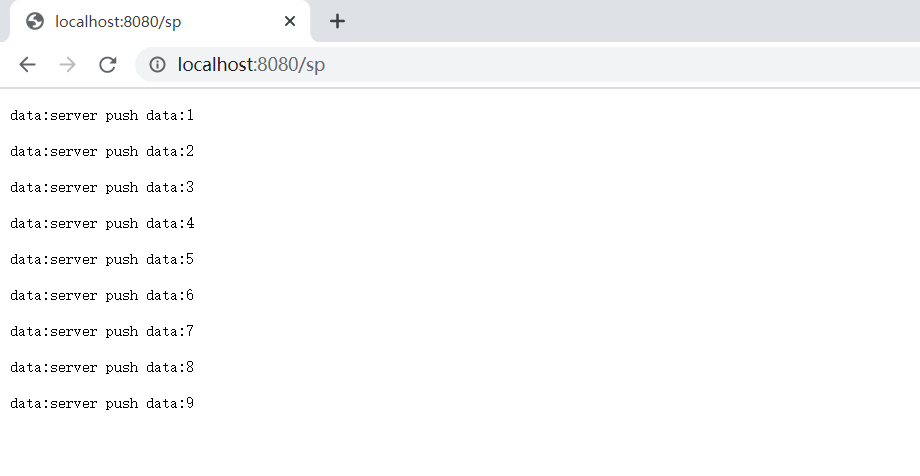 localhost:8080/sp
localhost:8080/sp
data:server push data:1
data:server push data:2
data:server push data:3
data:server push data:4
data:server push data:5
data:server push data:6
data:server push data:7
data:server push data:8
data:server push data:9